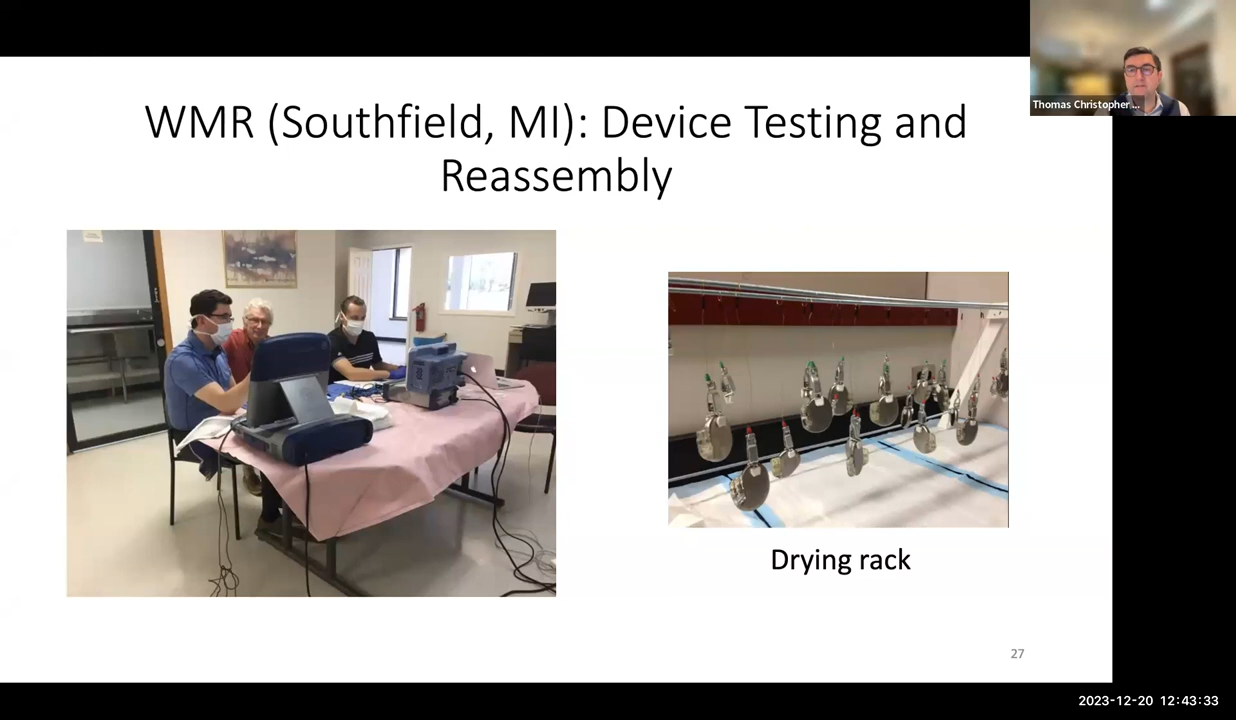 Thomas Christopher ...
WMR (Southfield, MI): Device Testing and
Reassembly
Drying rack
27
2023-12-20 12:43:33